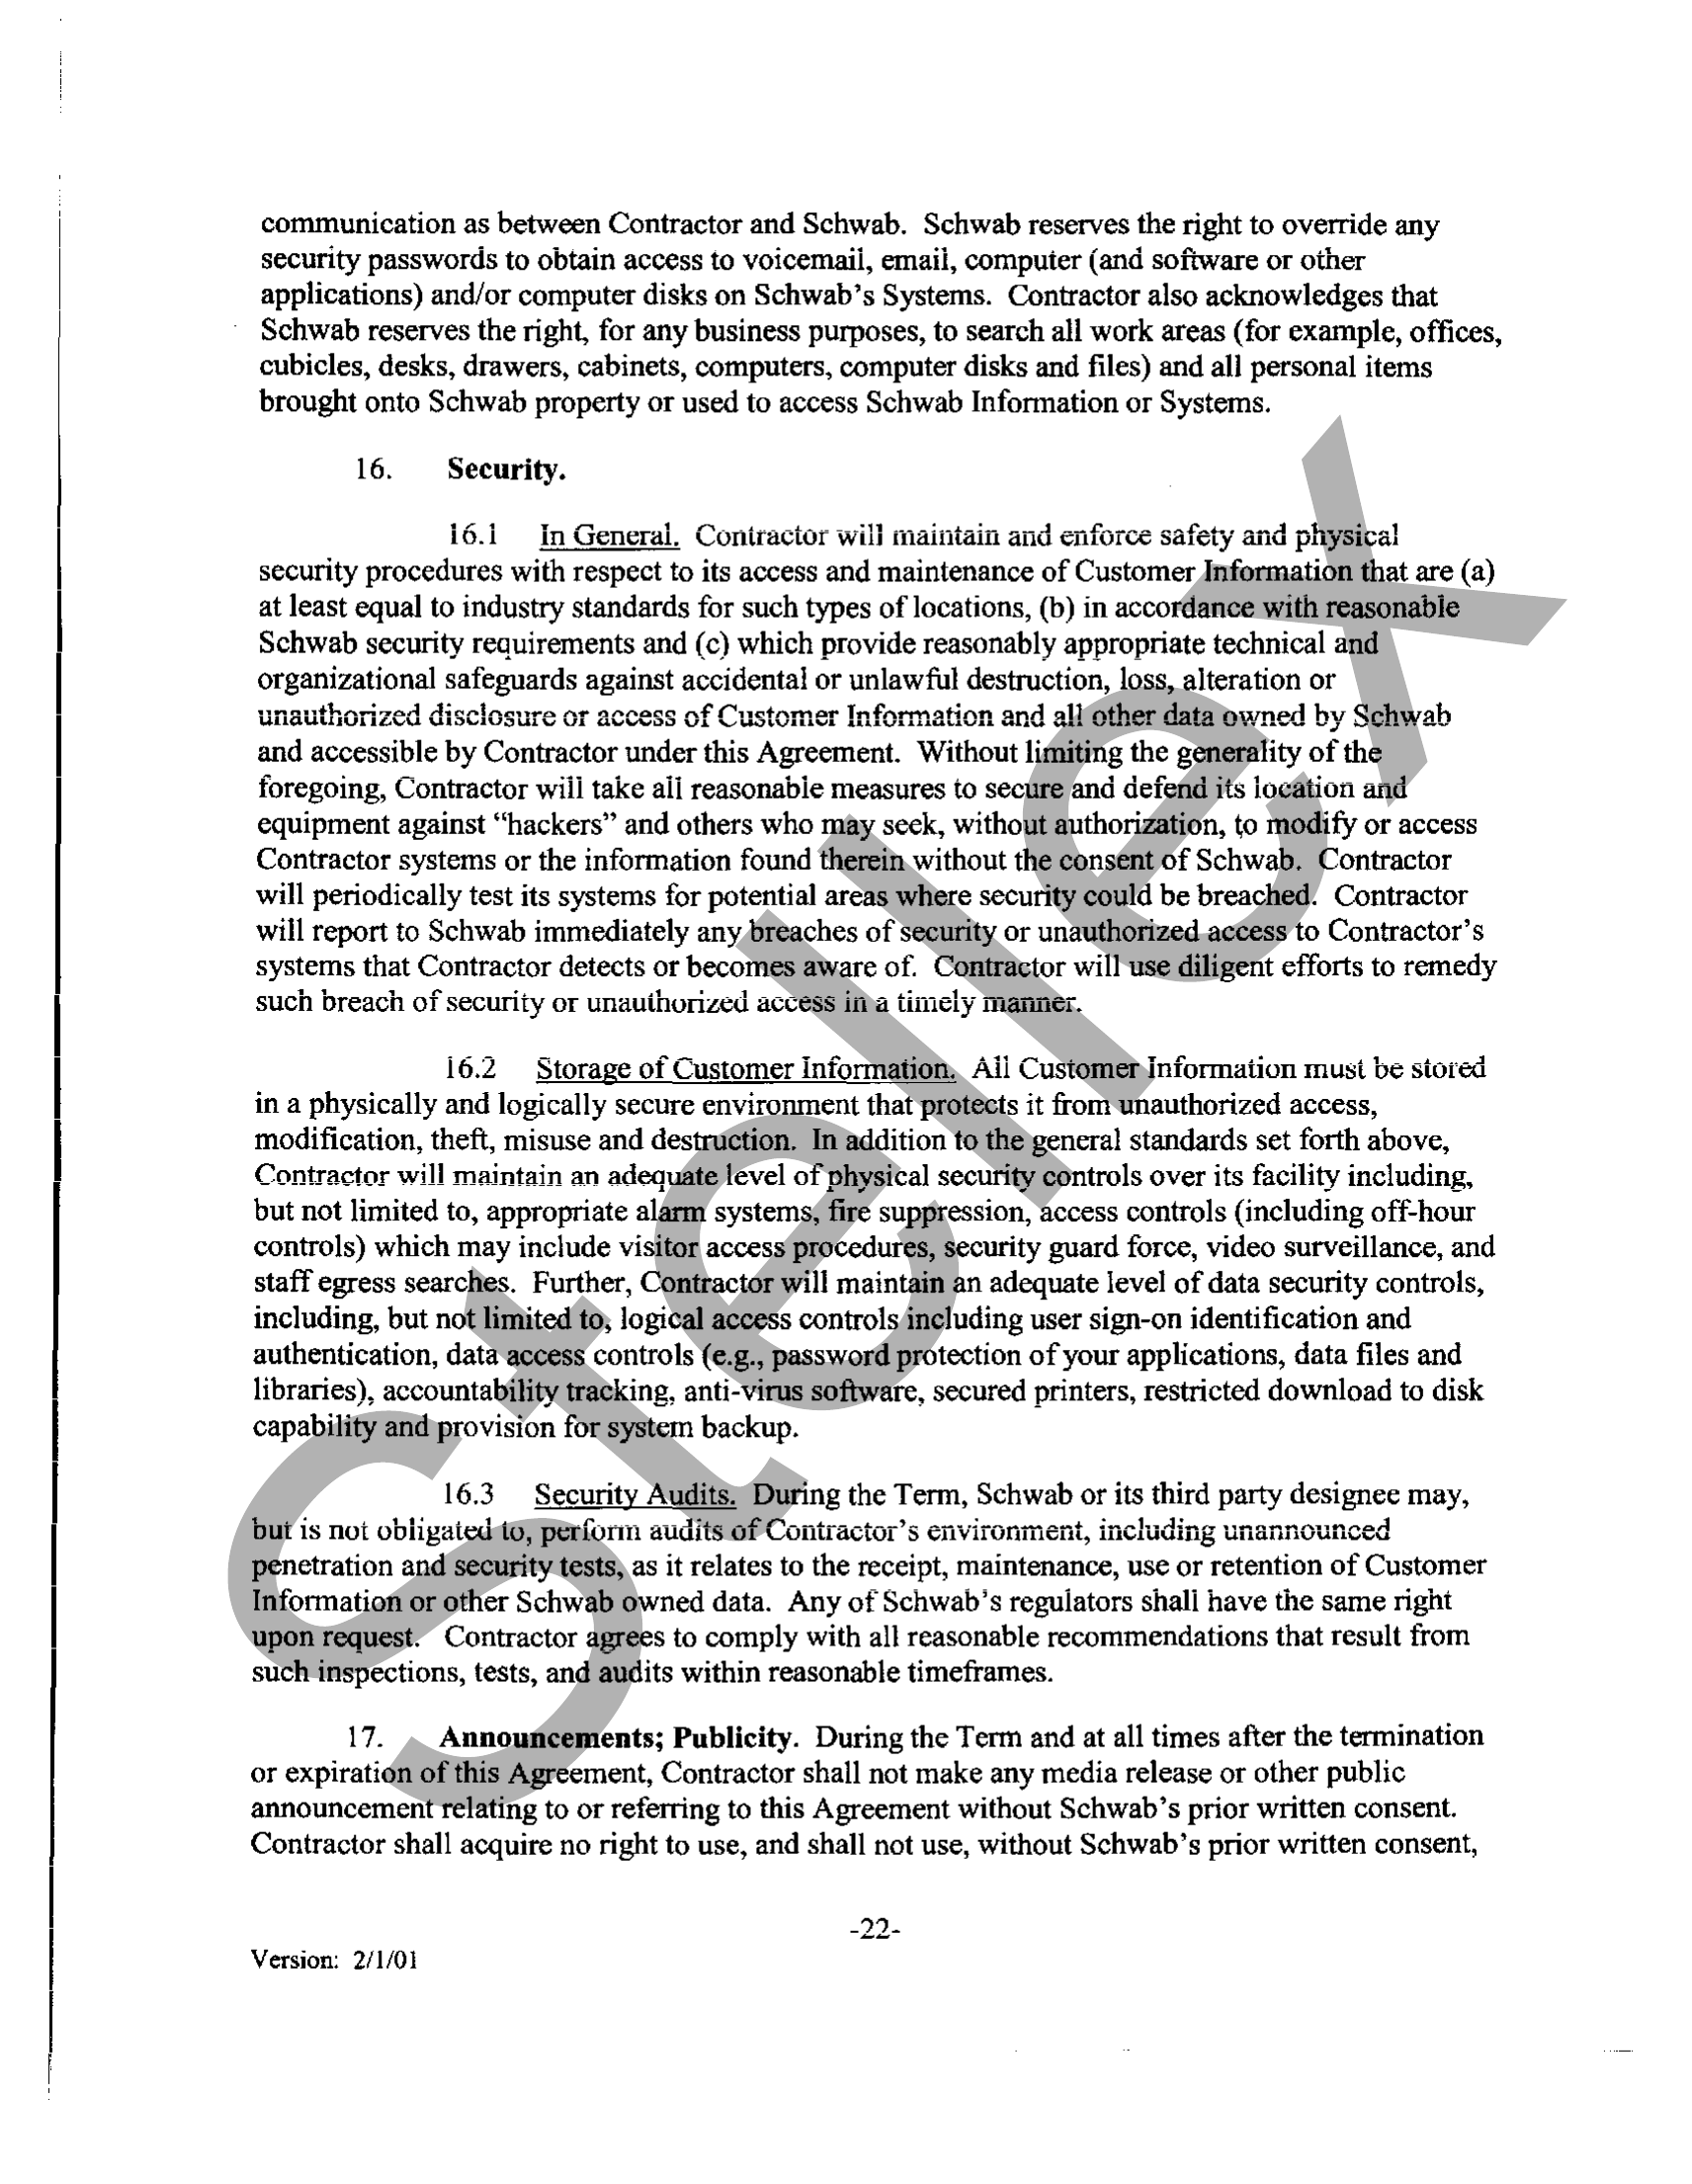 communication as between Contractor and Schwab. Schwab reserves the right to override any
security passwords to obtain access to voicemail, email, computer (and software or other
applications) and/or computer disks on Schwab's Systems. Contractor also acknowledges that
Schwab reserves the right, for any business purposes, to search all work areas (for example, offices,
cubicles, desks, drawers, cabinets, computers, computer disks and files) and all personal items
brought onto Schwab property or used to access Schwab Information or Systems.
16. Security.
16.1 In General. Contractor will maintain and enforce safety and physical
security procedures with respect to its access and maintenance of Customer Information that are (a)
at least equal to industry standards for such types of locations, (b) in accordance with reasonable
Schwab security requirements and (c) which provide reasonably appropriate technical and
organizational safeguards against accidental or unlawful destruction, loss, alteration or
unauthorized disclosure or access of Customer Information and all other data owned by Schwab
and accessible by Contractor under this Agreement. Without limiting the generality of the
foregoing, Contractor will take all reasonable measures to secure and defend its location and
equipment against "hackers" and others who may seek, without authorization, to modify or access
Contractor systems or the information found therein without the consent of Schwab. Contractor
will periodically test its systems for potential areas where security could be breached. Contractor
will report to Schwab immediately any breaches of security or unauthorized access to Contractor's
systems that Contractor detects or becomes aware of. Contractor will use diligent efforts to remedy
such breach of security or unauthorized access in a timely manner.
16.2 Storage of Customer Information. All Customer Information must be stored
in a physically and logically secure environment that protects it from unauthorized access,
modification, theft, misuse and destruction. In addition to the general standards set forth above,
Contractor will maintain an adequate level of physical security controls over its facility including,
but not limited to, appropriate alarm systems, fire suppression, access controls (including off-hour
controls) which may include visitor access procedures, security guard force, video surveillance, and
staff egress searches. Further, Contractor will maintain an adequate level of data security controls,
including, but not limited to, logical access controls including user sign-on identification and
authentication, data access controls (e.g., password protection of your applications, data files and
libraries), accountability tracking, anti-virus software, secured printers, restricted download to disk
capability and provision for system backup.
16.3 Security Audits. During the Term, Schwab or its third party designee may,
but is not obligated to, perform audits of Contractor's environment, including unannounced
penetration and security tests, as it relates to the receipt, maintenance, use or retention of Customer
Information or other Schwab owned data. Any of Schwab's regulators shall have the same right
upon request. Contractor agrees to comply with all reasonable recommendations that result from
such inspections, tests, and audits within reasonable timeframes.
17. Announcements; Publicity. During the Term and at all times after the termination
or expiration of this Agreement, Contractor shall not make any media release or other public
announcement relating to or referring to this Agreement without Schwab's prior written consent.
Contractor shall acquire no right to use, and shall not use, without Schwab's prior written consent,
-22-
Version: 2/1/01
Stellex